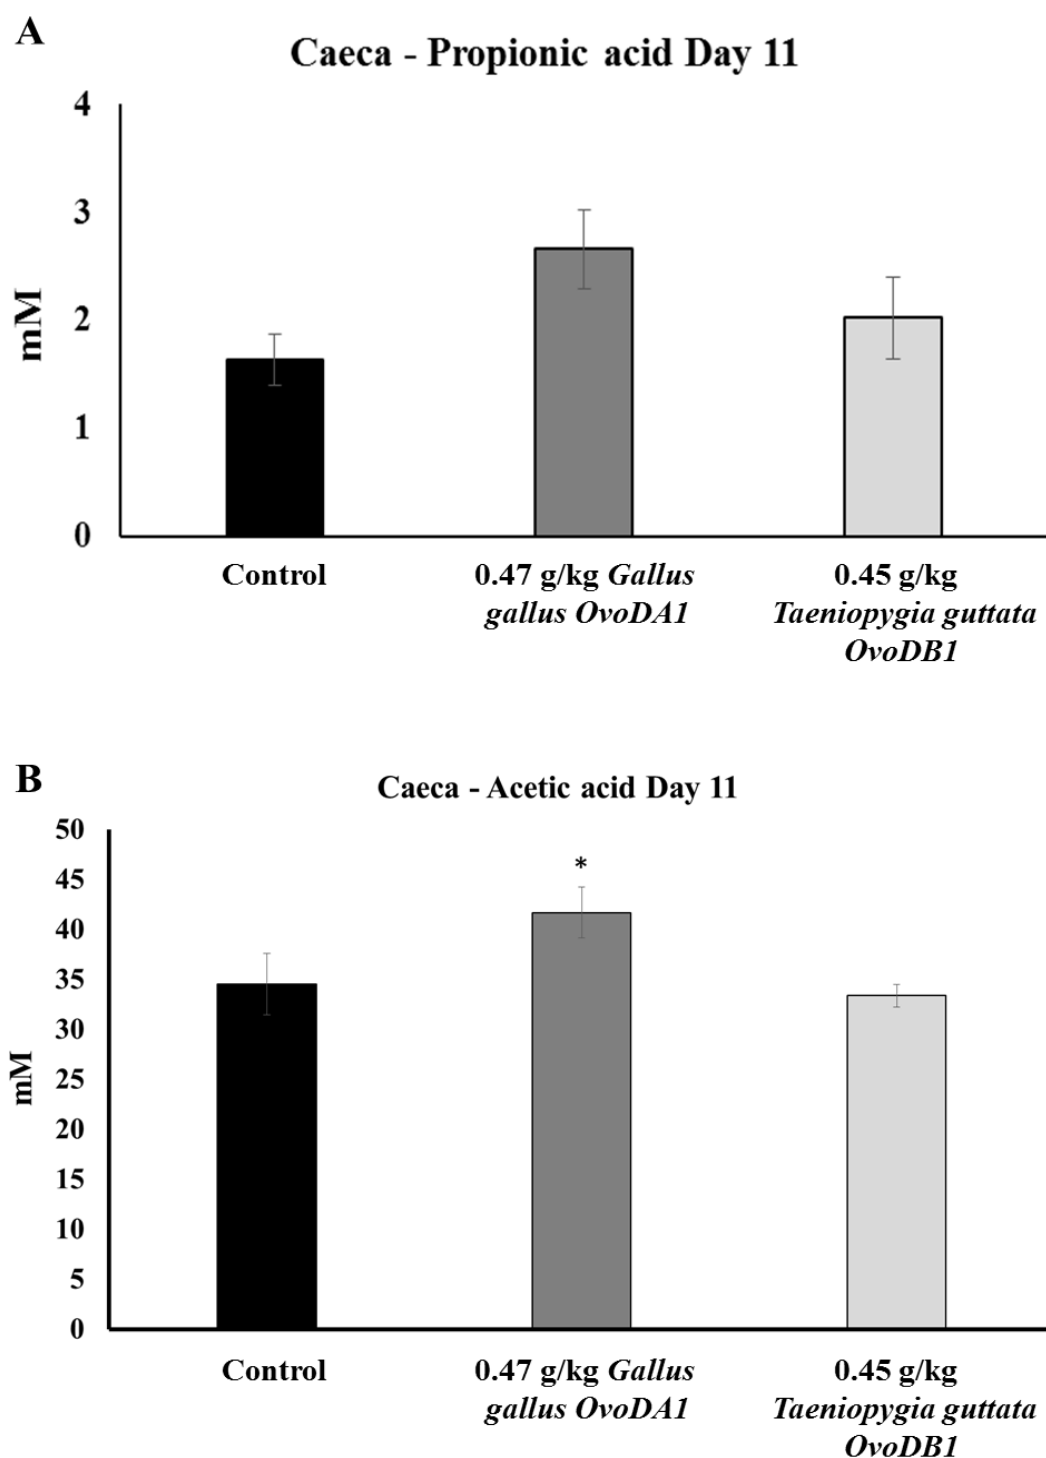 A
Caeca - Propionic acid Day 11
4
3
2
1
0
mM
Control
0.47 g/kg Gallus
gallus OvoDA1
0.45 g/kg
Taeniopygia guttata
OvoDB1
B
Caeca - Acetic acid Day 11
50
45
40
35
30
25
20
15
10
5
0
mM
*
Control
0.47 g/kg Gallus
gallus OvoDA1
0.45 g/kg
Taeniopygia guttata
OvoDB1